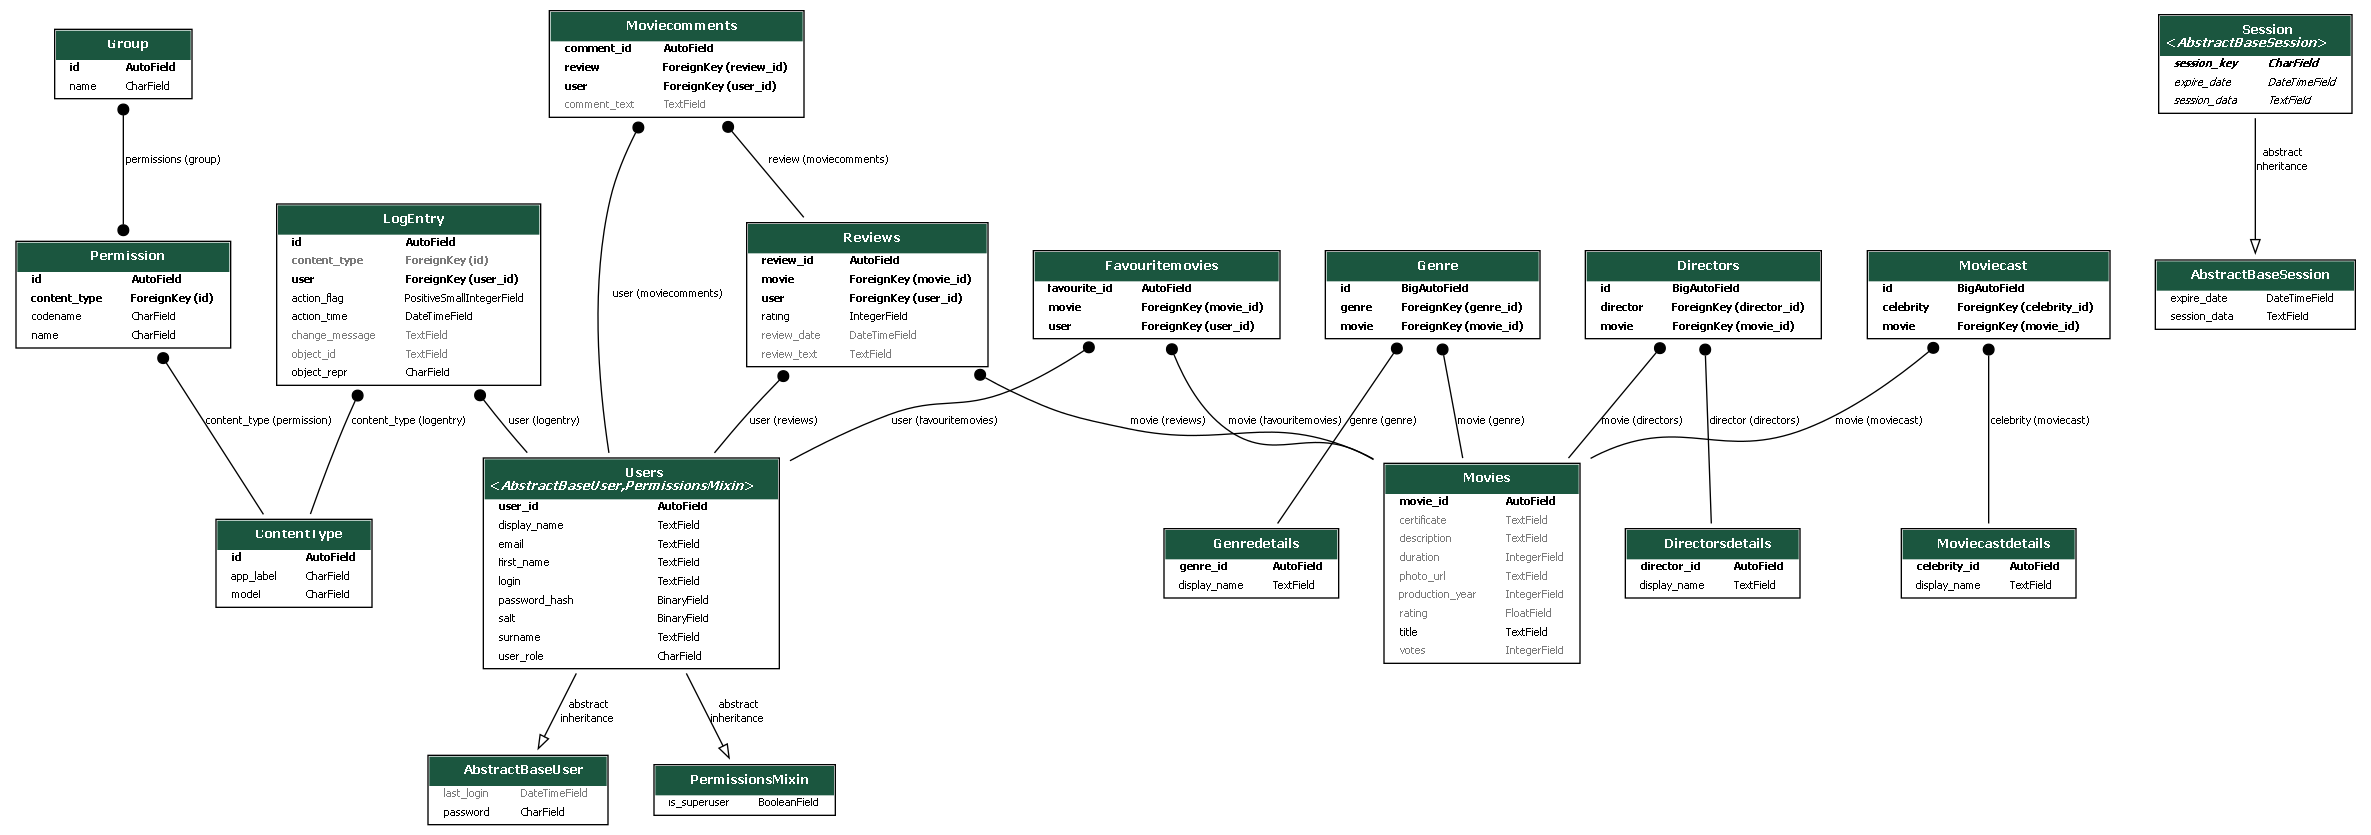 Group
id AutoField
name CharField
permissions (group)
Permission
id AutoField
content_type ForeignKey (id)
codename CharField
name CharField
LogEntry
id AutoField
content_type ForeignKey (id)
user ForeignKey (user_id)
action_flag PositiveSmallIntegerField
action_time DateTimeField
change_message TextField
object_id TextField
object_repr CharField
Moviecomments
comment_id AutoField
review ForeignKey (review_id)
user ForeignKey (user_id)
comment_text TextField
review (moviecomments)
user (moviecomments)
Reviews
review_id AutoField
movie ForeignKey (movie_id)
user ForeignKey (user_id)
rating IntegerField
review_date DateTimeField
review_text TextField
Favouritemovies
favourite_id AutoField
movie ForeignKey (movie_id)
user ForeignKey (user_id)
Genre
id BigAutoField
genre ForeignKey (genre_id)
movie ForeignKey (movie_id)
Directors
id BigAutoField
director ForeignKey (director_id)
movie ForeignKey (movie_id)
Moviecast
id BigAutoField
celebrity ForeignKey (celebrity_id)
movie ForeignKey (movie_id)
Session
<AbstractBaseSession>
session_key CharField
expire_date DateTimeField
session_data TextField
abstract
inheritance
AbstractBaseSession
expire_date DateTimeField
session_data TextField
content_type (permission)
content_type (logentry)
user (logentry)
user (reviews)
user (favouritemovies)
movie (reviews)
movie (favouritemovies)
genre (genre)
movie (genre)
movie (directors)
director (directors)
movie (moviecast)
celebrity (moviecast)
ContentType
id AutoField
app_label CharField
model CharField
Users
<AbstractBaseUser,PermissionsMixin>
user_id AutoField
display_name TextField
email TextField
first_name TextField
login TextField
password_hash BinaryField
salt BinaryField
surname TextField
user_role CharField
Genredetails
genre_id AutoField
display_name TextField
Movies
movie_id AutoField
certificate TextField
description TextField
duration IntegerField
photo_url TextField
production_year IntegerField
rating FloatField
title TextField
votes IntegerField
Directorsdetails
director_id AutoField
display_name TextField
Moviecastdetails
celebrity_id AutoField
display_name TextField
abstract
inheritance
abstract
inheritance
AbstractBaseUser
last_login DateTimeField
password CharField
PermissionsMixin
is_superuser BooleanField